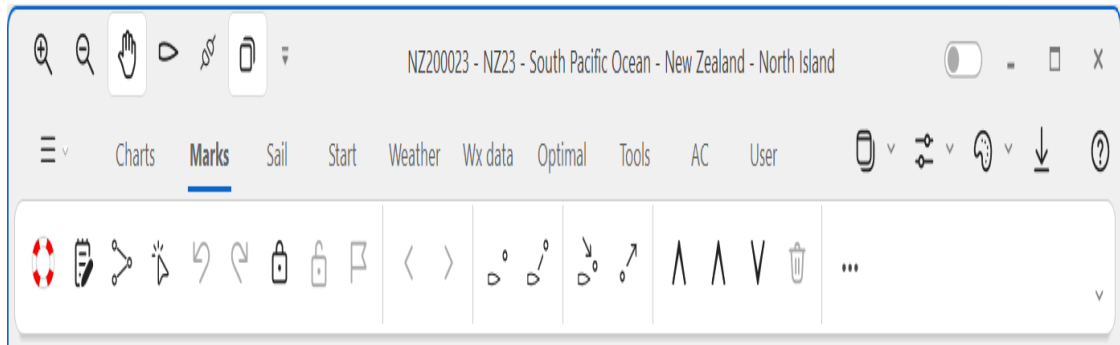 NZ200023 - NZ23 - South Pacific Ocean - New Zealand - North Island
Charts Marks Sail Start Weather Wx data Optimal Tools AC User